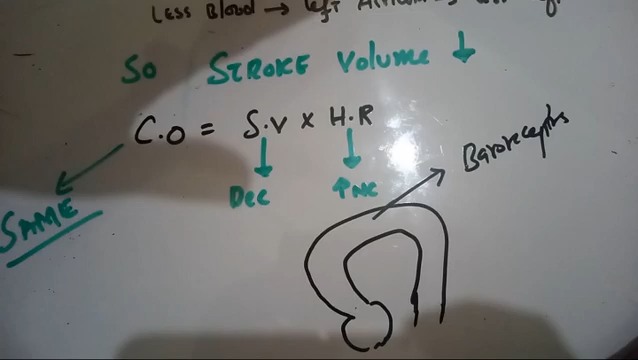 Less Blood → left
So STROKE Volume ↓
C.O = S.V x H.R
SAME
DEC
INC
Baroreceptors